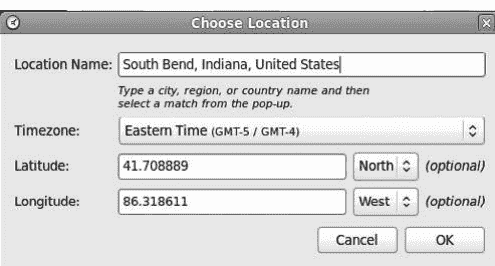 Choose Location
Location Name: South Bend, Indiana, United States
Type a city, region, or country name and then
select a match from the pop-up.
Timezone: Eastern Time (GMT-5 / GMT-4)
Latitude: 41.708889 North (optional)
Longitude: 86.318611 West (optional)
Cancel OK